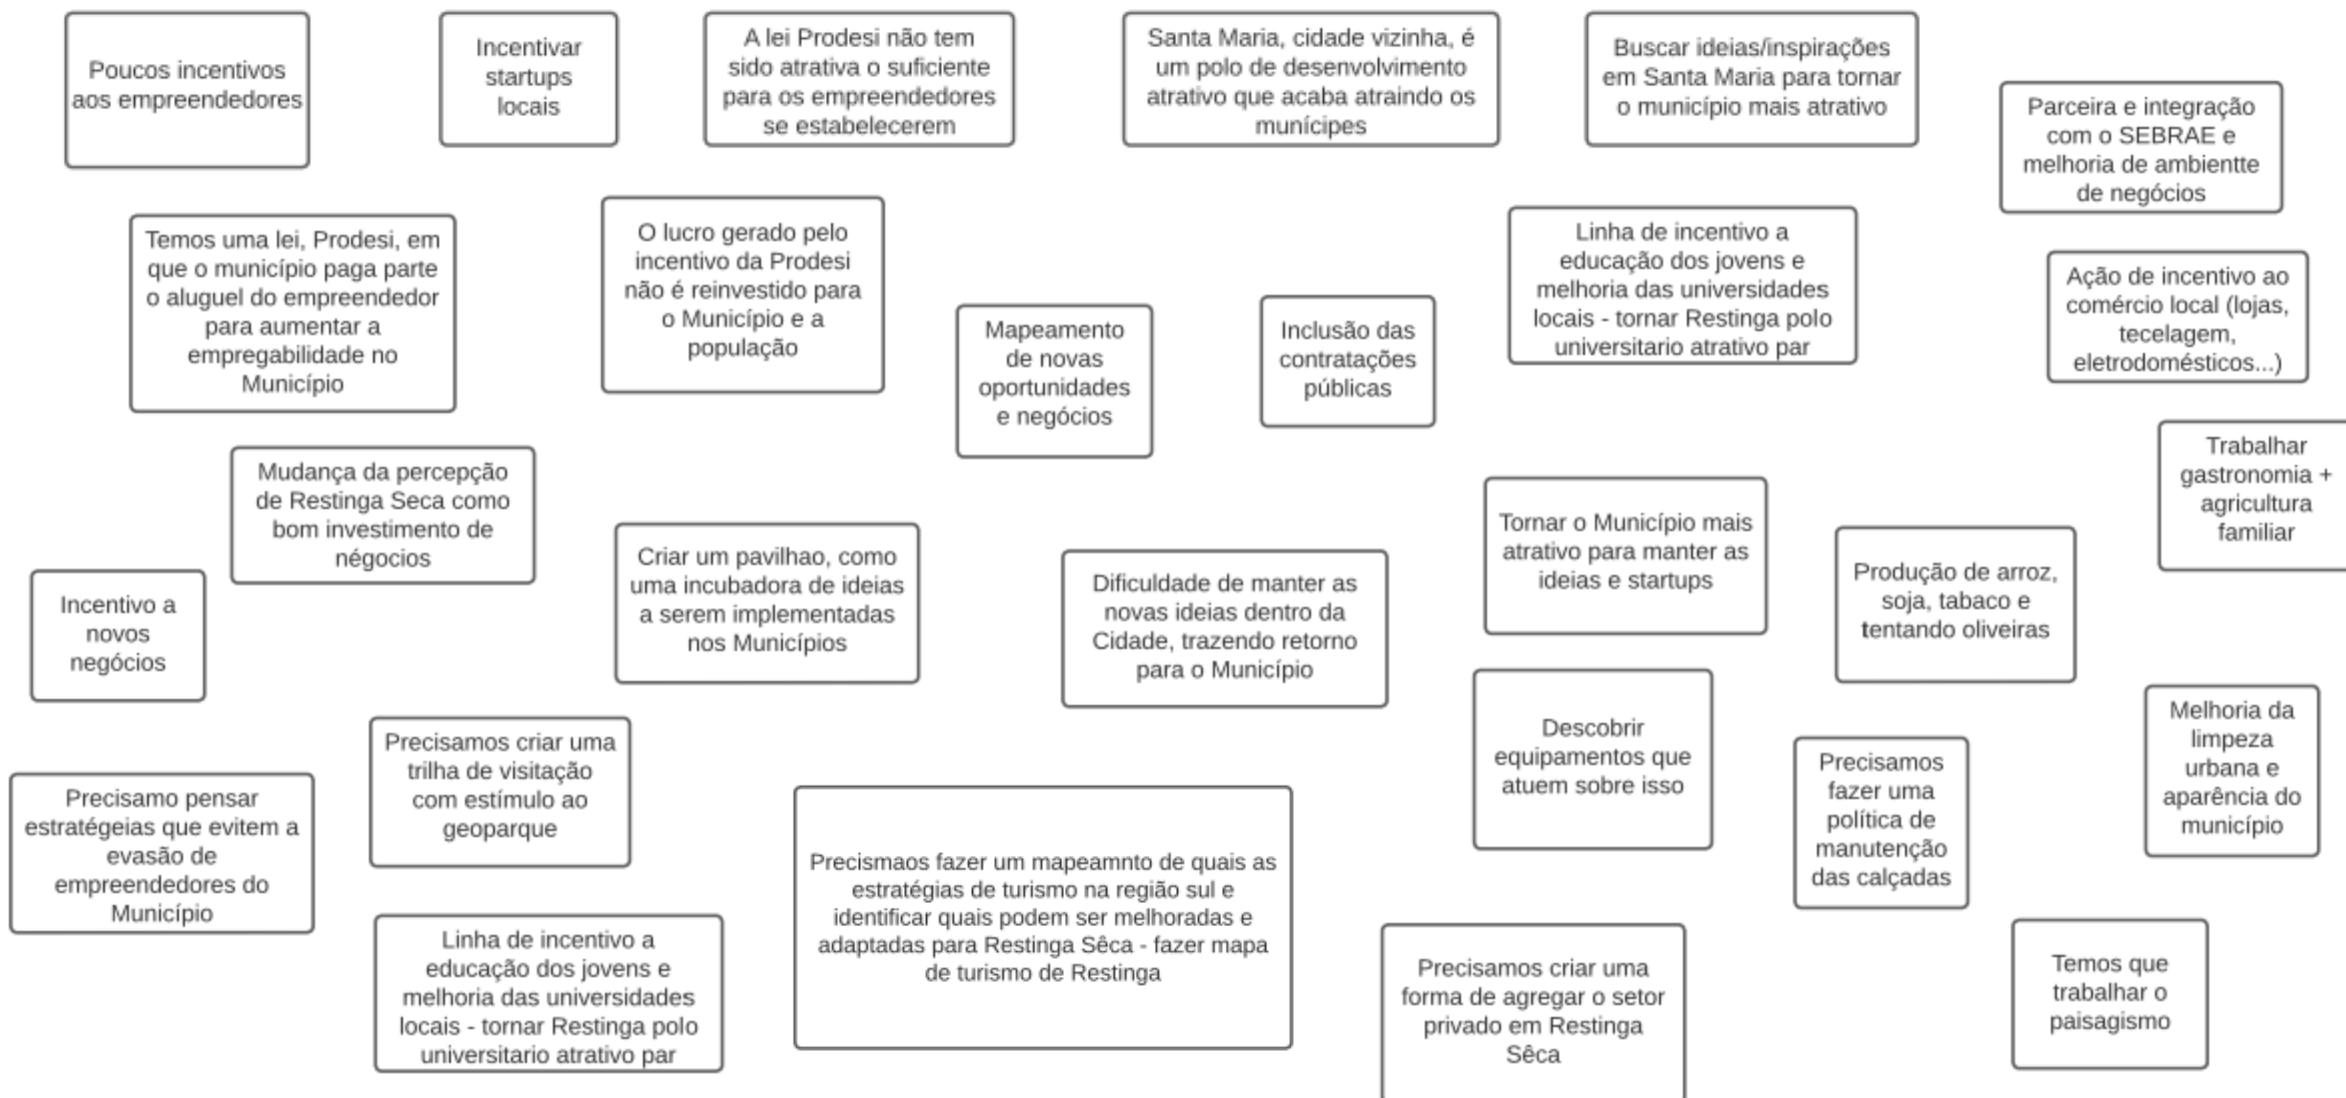 Poucos incentivos
aos empreendedores
Incentivar
startups
locais
A lei Prodesi não tem
sido atrativa o suficiente
para os empreendedores
se estabelecerem
Santa Maria, cidade vizinha, é
um polo de desenvolvimento
atrativo que acaba atraindo os
munícipes
Buscar ideias/inspirações
em Santa Maria para tornar
o município mais atrativo
Parceira e integração
com o SEBRAE e
melhoria de ambientte
de negócios
Temos uma lei, Prodesi, em
que o município paga parte
o aluguel do empreendedor
para aumentar a
empregabilidade no
Município
O lucro gerado pelo
incentivo da Prodesi
não é reinvestido para
o Município e a
população
Mapeamento
de novas
oportunidades
e negócios
Inclusão das
contratações
públicas
Linha de incentivo a
educação dos jovens e
melhoria das universidades
locais - tornar Restinga polo
universitario atrativo par
Ação de incentivo ao
comércio local (lojas,
tecelagem,
eletrodomésticos...)
Trabalhar
gastronomia +
agricultura
familiar
Mudança da percepção
de Restinga Seca como
bom investimento de
négocios
Criar um pavilhao, como
uma incubadora de ideias
a serem implementadas
nos Municípios
Dificuldade de manter as
novas ideias dentro da
Cidade, trazendo retorno
para o Município
Tornar o Município mais
atrativo para manter as
ideias e startups
Produção de arroz,
soja, tabaco e
tentando oliveiras
Incentivo a
novos
negócios
Precisamos criar uma
trilha de visitação
com estímulo ao
geoparque
Descobrir
equipamentos que
atuem sobre isso
Precisamos
fazer uma
política de
manutenção
das calçadas
Melhoria da
limpeza
urbana e
aparência do
município
Precisamo pensar
estratégeias que evitem a
evasão de
empreendedores do
Município
Precismaos fazer um mapeamnto de quais as
estratégias de turismo na região sul e
identificar quais podem ser melhoradas e
adaptadas para Restinga Sêca - fazer mapa
de turismo de Restinga
Linha de incentivo a
educação dos jovens e
melhoria das universidades
locais - tornar Restinga polo
universitario atrativo par
Precisamos criar uma
forma de agregar o setor
privado em Restinga
Sêca
Temos que
trabalhar o
paisagismo